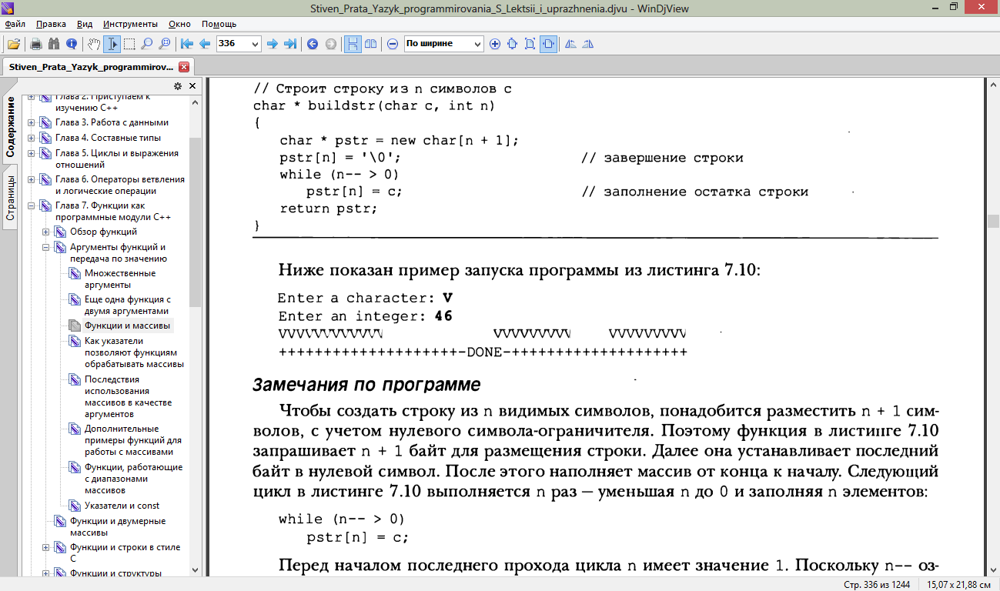 Stiven_Prata_Yazyk_programmirovania_S_Lektsii_i_uprazhnenia.djvu - WinDjView
Файл Правка Вид Инструменты Окно Помощь
336
По ширине
Stiven_Prata_Yazyk_programmirov...
Содержание
Страницы
Глава 2. Приступаем к
изучению C++
Глава 3. Работа с данными
Глава 4. Составные типы
Глава 5. Циклы и выражения
отношений
Глава 6. Операторы ветвления
и логические операции
Глава 7. Функции как
программные модули C++
Обзор функций
Аргументы функций и
передача по значению
Множественные
аргументы
Еще одна функция с
двумя аргументами
Функции и массивы
Как указатели
позволяют функциям
обрабатывать массивы
Последствия
использования
массивов в качестве
аргументов
Дополнительные
примеры функций для
работы с массивами
Функции, работающие
с диапазонами
массивов
Указатели и const
Функции и двумерные
массивы
Функции и строки в стиле
C
Функции и структуры
// Строит строку из n символов c
char * buildstr(char c, int n)
{
char * pstr = new char[n + 1];
pstr[n] = '\0'; // завершение строки
while (n-- > 0)
pstr[n] = c; // заполнение остатка строки
return pstr;
}
Ниже показан пример запуска программы из листинга 7.10:
Enter a character: V
Enter an integer: 46
++++++++++++++++++++-DONE-++++++++++++++++++++
Замечания по программе
Чтобы создать строку из n видимых символов, понадобится разместить n + 1 сим-
волов, с учетом нулевого символа-ограничителя. Поэтому функция в листинге 7.10
запрашивает n + 1 байт для размещения строки. Далее она устанавливает последний
байт в нулевой символ. После этого наполняет массив от конца к началу. Следующий
цикл в листинге 7.10 выполняется n раз — уменьшая n до 0 и заполняя n элементов:
while (n-- > 0)
pstr[n] = c;
Перед началом последнего прохода цикла n имеет значение 1. Поскольку n-- оз-
Стр. 336 из 1244 15,07 x 21,88 см